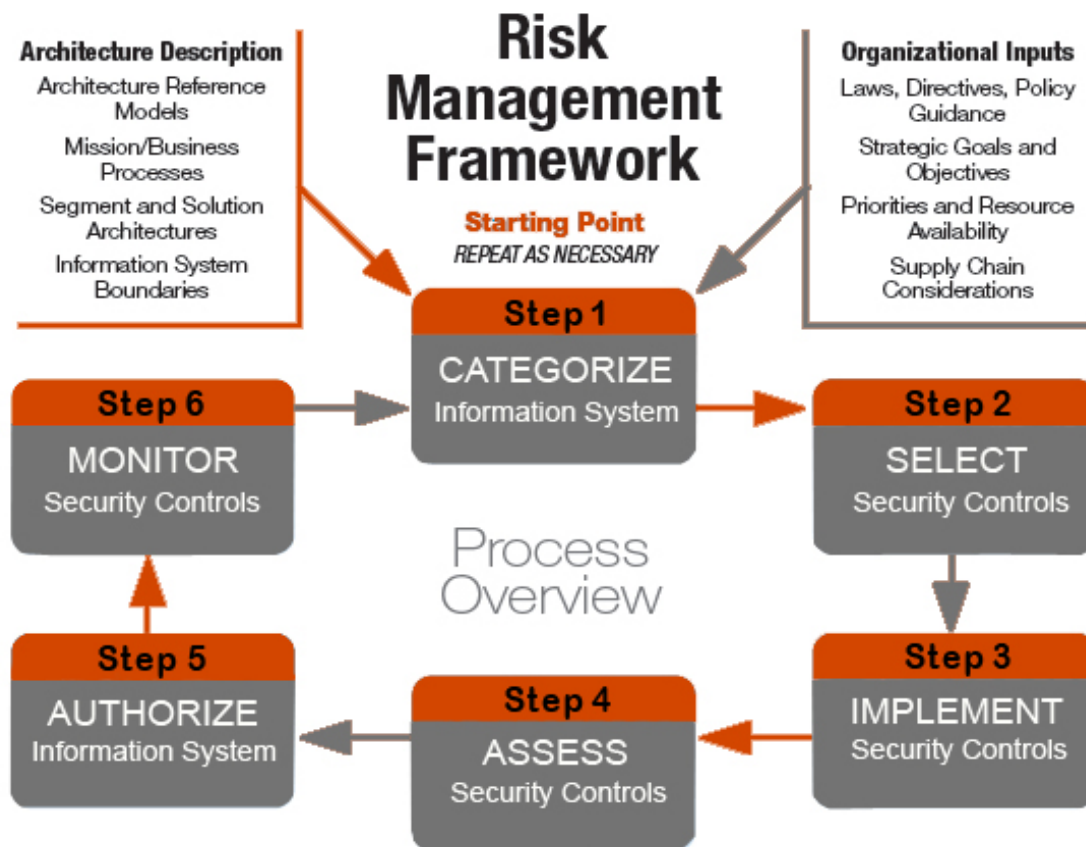 Architecture Description
Architecture Reference
Models
Mission/Business
Processes
Segment and Solution
Architectures
Information System
Boundaries
Risk
Management
Framework
Starting Point
REPEAT AS NECESSARY
Organizational Inputs
Laws, Directives, Policy
Guidance
Strategic Goals and
Objectives
Priorities and Resource
Availability
Supply Chain
Considerations
Step 1
CATEGORIZE
Information System
Step 2
SELECT
Security Controls
Step 3
IMPLEMENT
Security Controls
Step 4
ASSESS
Security Controls
Step 5
AUTHORIZE
Information System
Step 6
MONITOR
Security Controls
Process
Overview